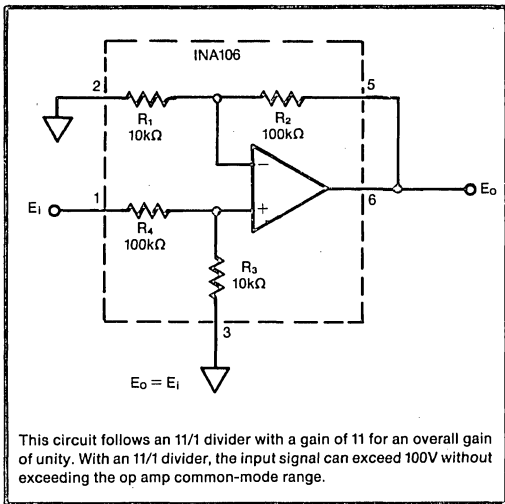 INA106
2
5
R1
10kΩ
R2
100kΩ
−
Ei
1
+
6
Eo
R4
100kΩ
R3
10kΩ
3
Eo = Ei
This circuit follows an 11/1 divider with a gain of 11 for an overall gain
of unity. With an 11/1 divider, the input signal can exceed 100V without
exceeding the op amp common-mode range.